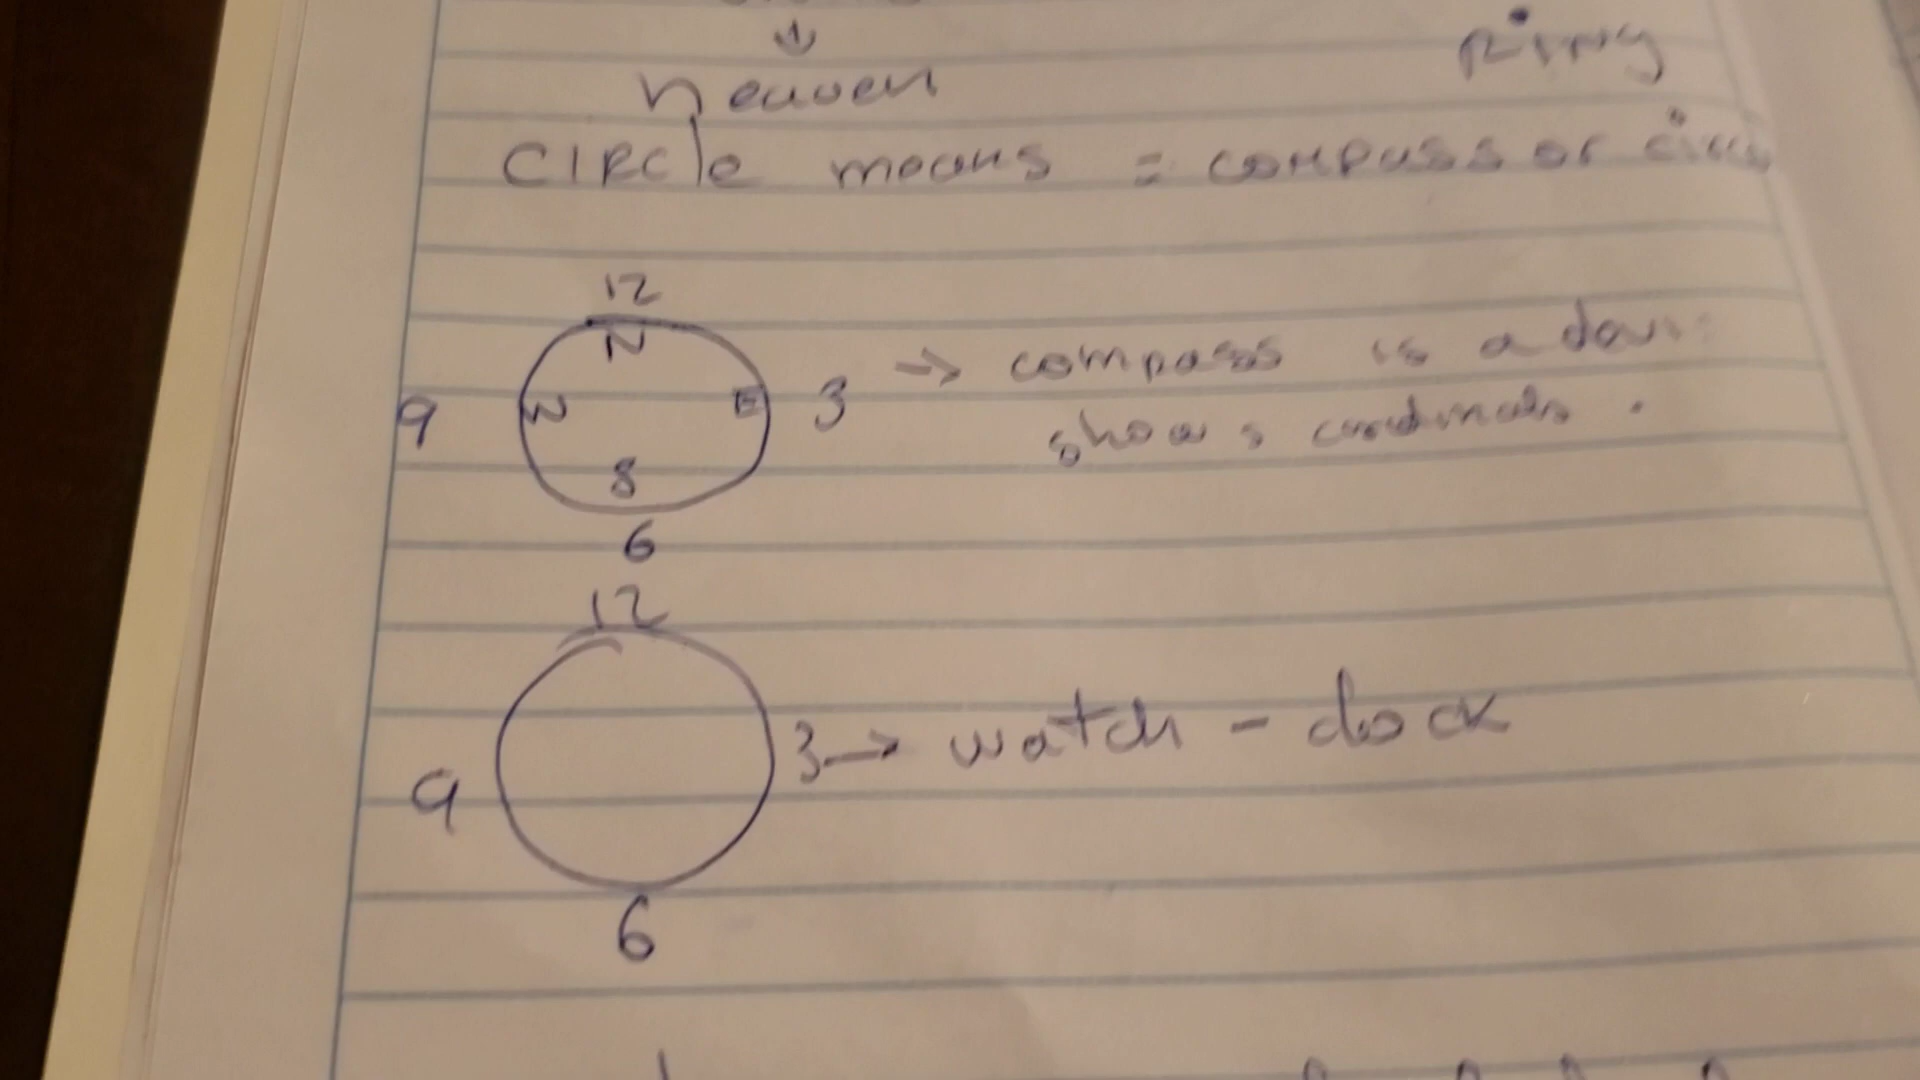 heaven
Ring
Circle means = compass or
12
N
9 W E 3 → compass is a
shows cardinals .
S
6
12
9 3 → watch - clock
6